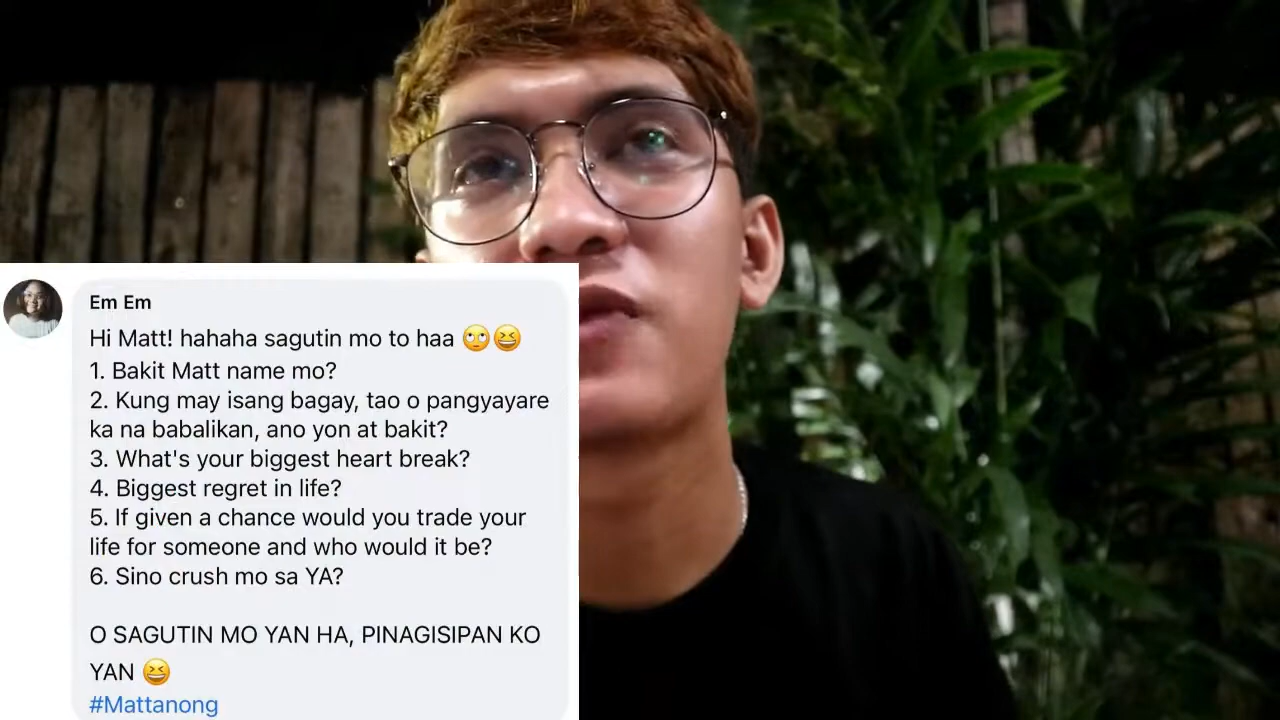 Em Em
Hi Matt! hahaha sagutin mo to haa 🙄😆
1. Bakit Matt name mo?
2. Kung may isang bagay, tao o pangyayare
ka na babalikan, ano yon at bakit?
3. What's your biggest heart break?
4. Biggest regret in life?
5. If given a chance would you trade your
life for someone and who would it be?
6. Sino crush mo sa YA?
O SAGUTIN MO YAN HA, PINAGISIPAN KO
YAN 😆
#Mattanong